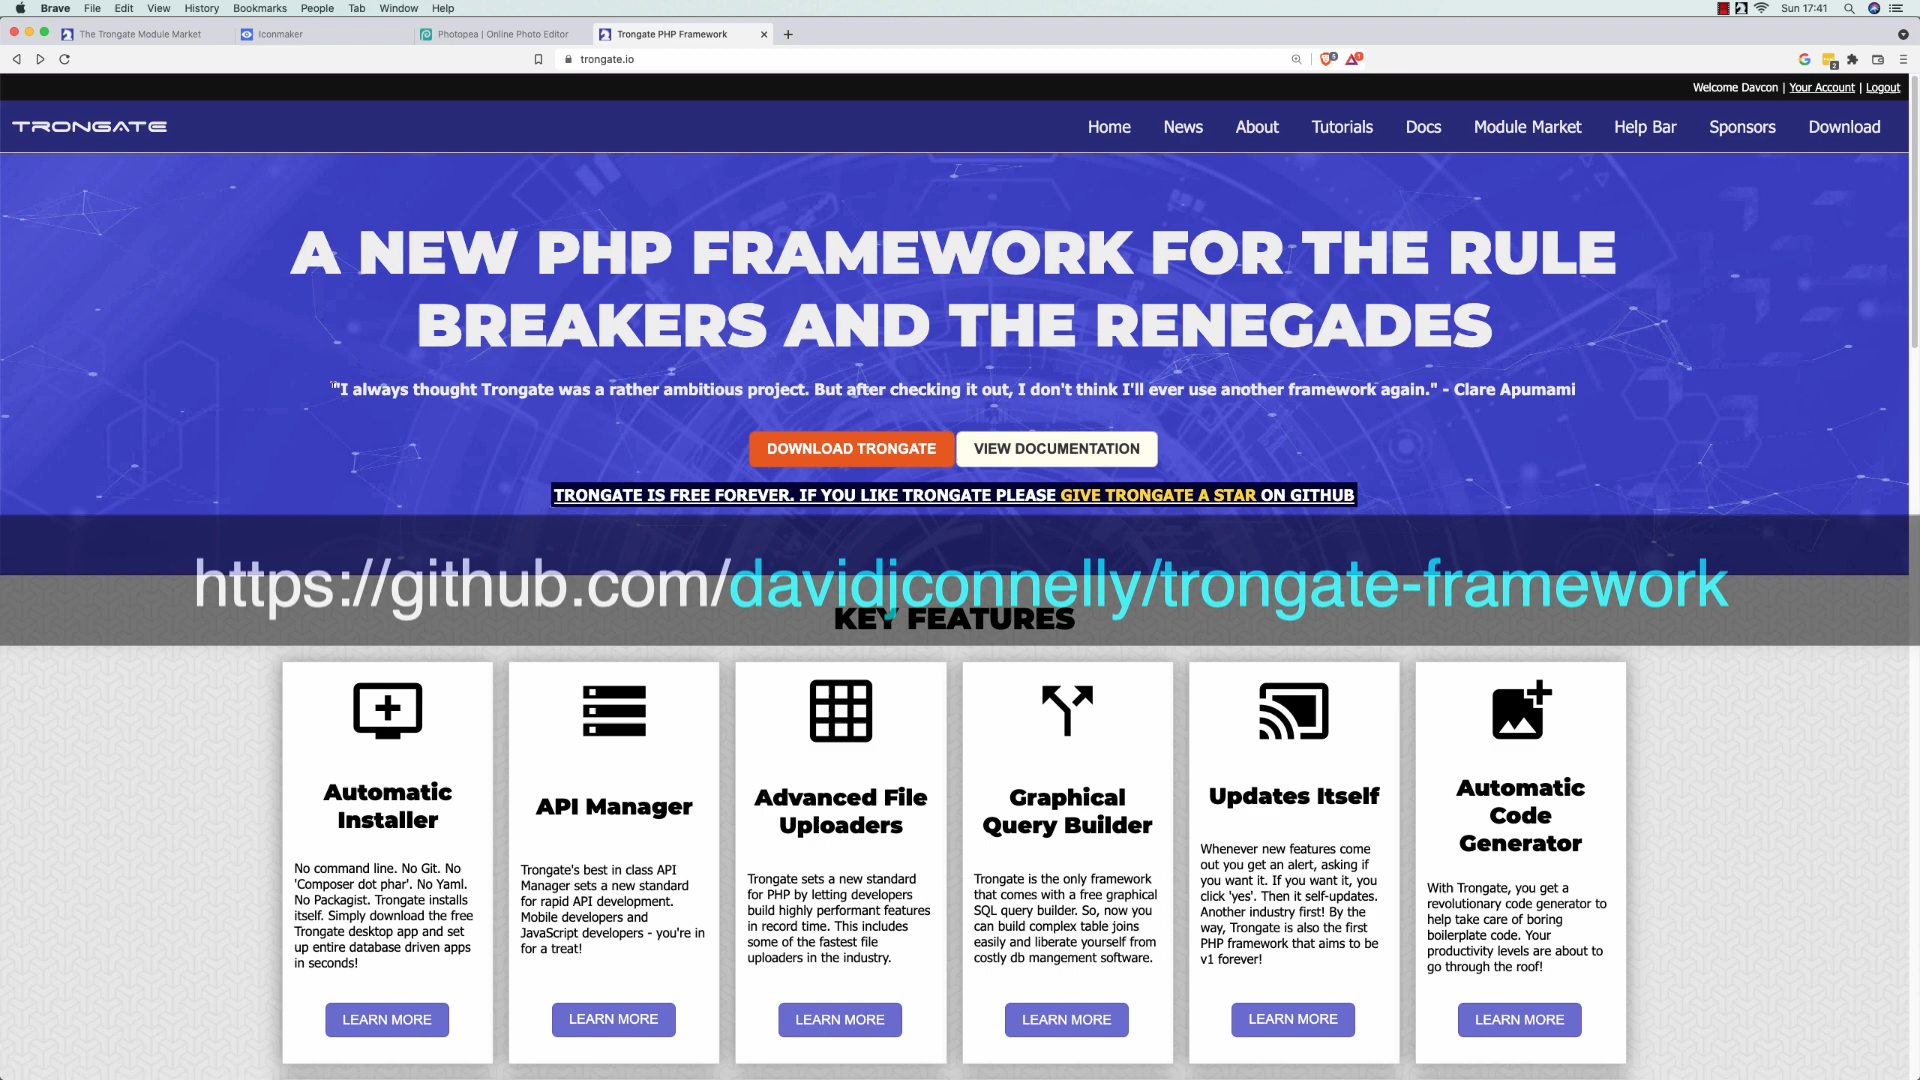 Brave File Edit View History Bookmarks People Tab Window Help
Sun 17:41
The Trongate Module Market
Iconmaker
Photopea | Online Photo Editor
Trongate PHP Framework
trongate.io
Welcome Davcon | Your Account | Logout
TRONGATE
Home News About Tutorials Docs Module Market Help Bar Sponsors Download
A NEW PHP FRAMEWORK FOR THE RULE
BREAKERS AND THE RENEGADES
"I always thought Trongate was a rather ambitious project. But after checking it out, I don't think I'll ever use another framework again." - Clare Apumami
DOWNLOAD TRONGATE
VIEW DOCUMENTATION
TRONGATE IS FREE FOREVER. IF YOU LIKE TRONGATE PLEASE GIVE TRONGATE A STAR ON GITHUB
https://github.com/davidjconnelly/trongate-framework
KEY FEATURES
Automatic
Installer
No command line. No Git. No
'Composer dot phar'. No Yaml.
No Packagist. Trongate installs
itself. Simply download the free
Trongate desktop app and set
up entire database driven apps
in seconds!
LEARN MORE
API Manager
Trongate's best in class API
Manager sets a new standard
for rapid API development.
Mobile developers and
JavaScript developers - you're in
for a treat!
LEARN MORE
Advanced File
Uploaders
Trongate sets a new standard
for PHP by letting developers
build highly performant features
in record time. This includes
some of the fastest file
uploaders in the industry.
LEARN MORE
Graphical
Query Builder
Trongate is the only framework
that comes with a free graphical
SQL query builder. So, now you
can build complex table joins
easily and liberate yourself from
costly db mangement software.
LEARN MORE
Updates Itself
Whenever new features come
out you get an alert, asking if
you want it. If you want it, you
click 'yes'. Then it self-updates.
Another industry first! By the
way, Trongate is also the first
PHP framework that aims to be
v1 forever!
LEARN MORE
Automatic
Code
Generator
With Trongate, you get a
revolutionary code generator to
help take care of boring
boilerplate code. Your
productivity levels are about to
go through the roof!
LEARN MORE